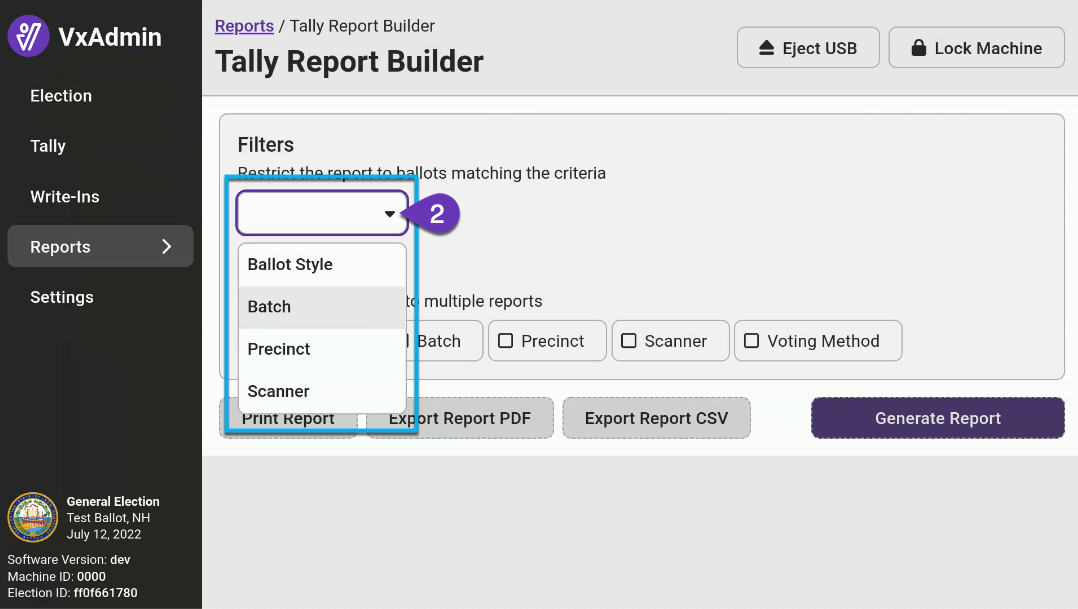 VxAdmin
Election
Tally
Write-Ins
Reports
Settings
General Election
Test Ballot, NH
July 12, 2022
Software Version: dev
Machine ID: 0000
Election ID: ff0f661780
Reports / Tally Report Builder
Tally Report Builder
Eject USB
Lock Machine
Filters
Restrict the report to ballots matching the criteria
2
Ballot Style
Batch
Precinct
Scanner
to multiple reports
Batch
Precinct
Scanner
Voting Method
Print Report
Export Report PDF
Export Report CSV
Generate Report